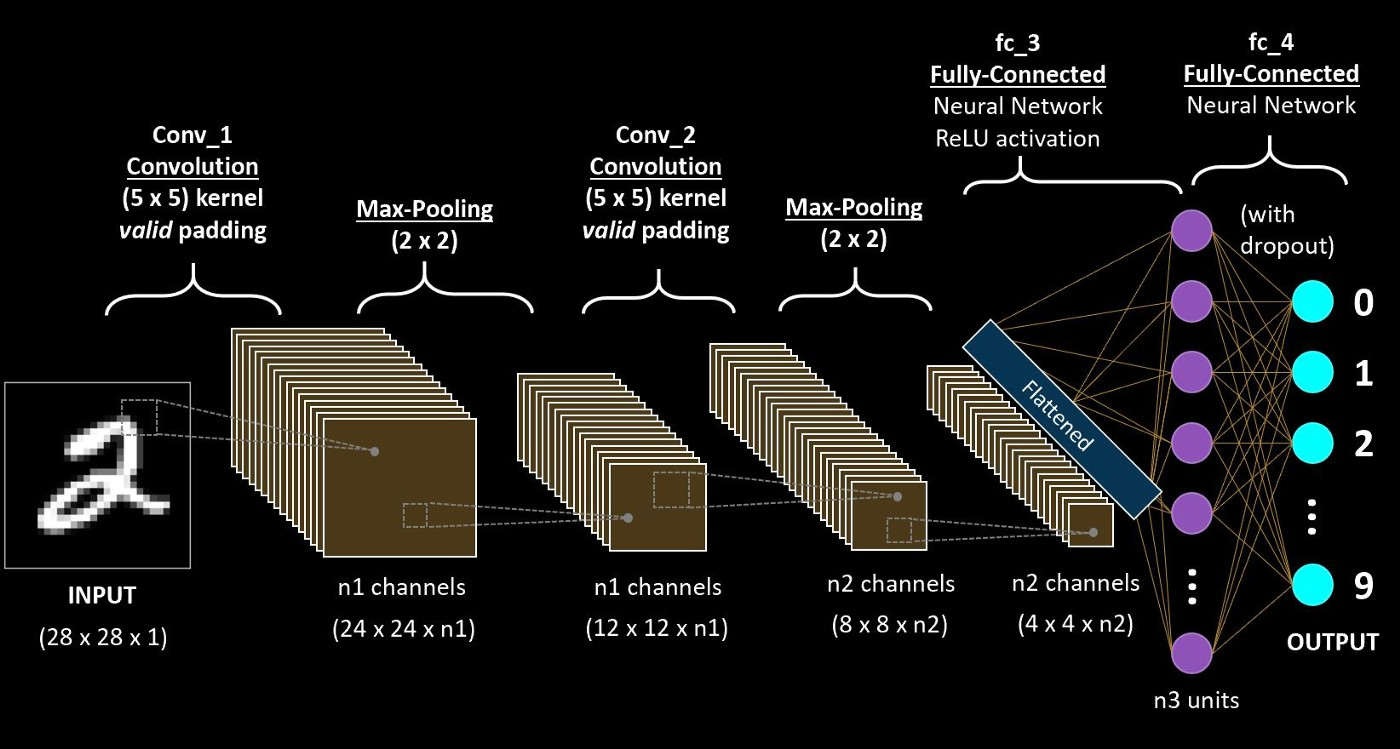 Conv_1
Convolution
(5 x 5) kernel
valid padding
Max-Pooling
(2 x 2)
Conv_2
Convolution
(5 x 5) kernel
valid padding
Max-Pooling
(2 x 2)
fc_3
Fully-Connected
Neural Network
ReLU activation
fc_4
Fully-Connected
Neural Network
(with
dropout)
Flattened
0
1
2
9
OUTPUT
2
INPUT
(28 x 28 x 1)
n1 channels
(24 x 24 x n1)
n1 channels
(12 x 12 x n1)
n2 channels
(8 x 8 x n2)
n2 channels
(4 x 4 x n2)
n3 units